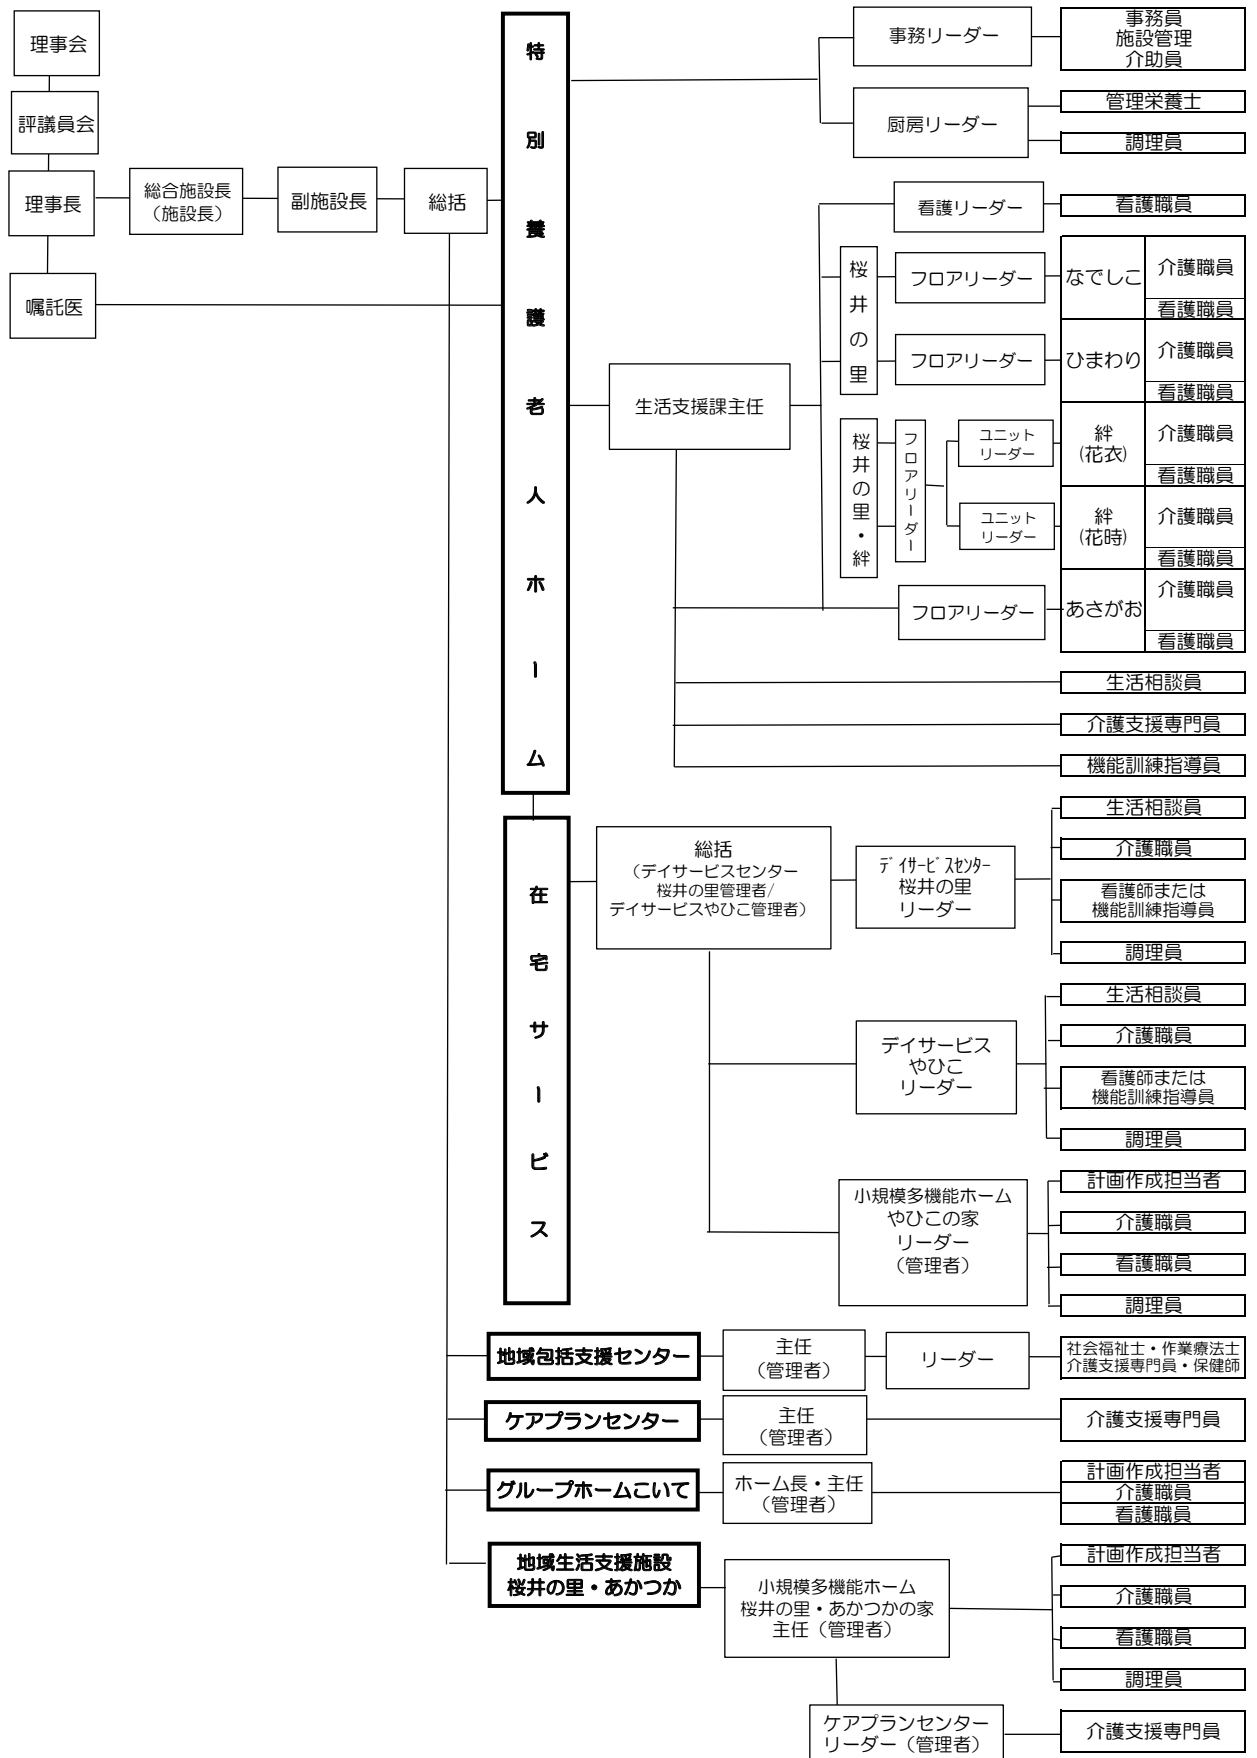 理事会
評議員会
理事長
嘱託医
総合施設長
（施設長）
副施設長
総括
特別養護老人ホーム
事務リーダー
事務員
施設管理
介助員
厨房リーダー
管理栄養士
調理員
生活支援課主任
看護リーダー
看護職員
桜井の里
フロアリーダー
なでしこ
介護職員
看護職員
フロアリーダー
ひまわり
介護職員
看護職員
桜井の里・絆
フロアリーダー
ユニット
リーダー
絆
(花衣)
介護職員
看護職員
ユニット
リーダー
絆
(花時)
介護職員
看護職員
フロアリーダー
あさがお
介護職員
看護職員
生活相談員
介護支援専門員
機能訓練指導員
在宅サービス
総括
（デイサービスセンター
桜井の里管理者/
デイサービスやひこ管理者）
ﾃﾞｲｻｰﾋﾞｽｾﾝﾀｰ
桜井の里
リーダー
生活相談員
介護職員
看護師または
機能訓練指導員
調理員
デイサービス
やひこ
リーダー
生活相談員
介護職員
看護師または
機能訓練指導員
調理員
小規模多機能ホーム
やひこの家
リーダー
（管理者）
計画作成担当者
介護職員
看護職員
調理員
地域包括支援センター
主任
（管理者）
リーダー
社会福祉士・作業療法士
介護支援専門員・保健師
ケアプランセンター
主任
（管理者）
介護支援専門員
グループホームこいて
ホーム長・主任
（管理者）
計画作成担当者
介護職員
看護職員
地域生活支援施設
桜井の里・あかつか
小規模多機能ホーム
桜井の里・あかつかの家
主任（管理者）
計画作成担当者
介護職員
看護職員
調理員
ケアプランセンター
リーダー（管理者）
介護支援専門員